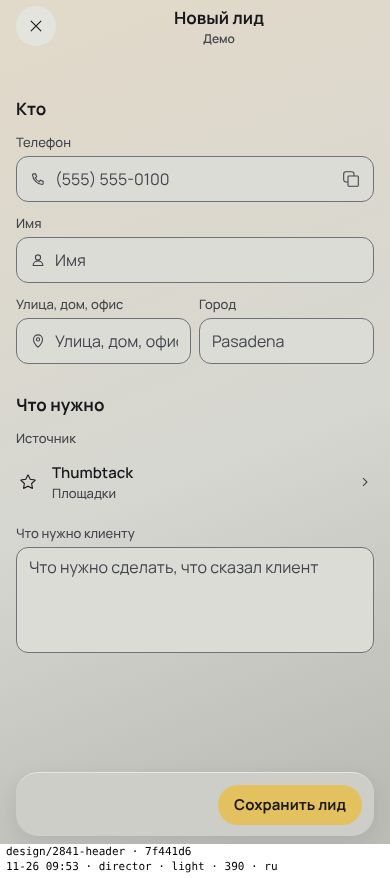 Новый лид
Демо
Кто
Телефон
(555) 555-0100
Имя
Имя
Улица, дом, офис Город
Улица, дом, офис Pasadena
Что нужно
Источник
Thumbtack
Площадки
Что нужно клиенту
Что нужно сделать, что сказал клиент
Сохранить лид
design/2841-header · 7f441d6
11-26 09:53 · director · light · 390 · ru